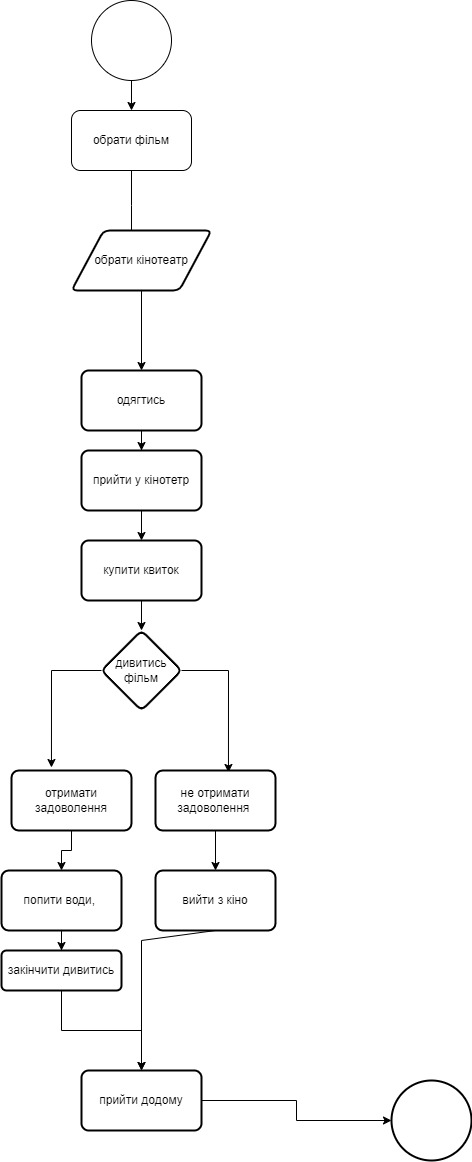 обрати фільм
обрати кінотеатр
одягтись
прийти у кінотетр
купити квиток
дивитись
фільм
отримати
задоволення
не отримати
задоволення
попити води,
вийти з кіно
закінчити дивитись
прийти додому